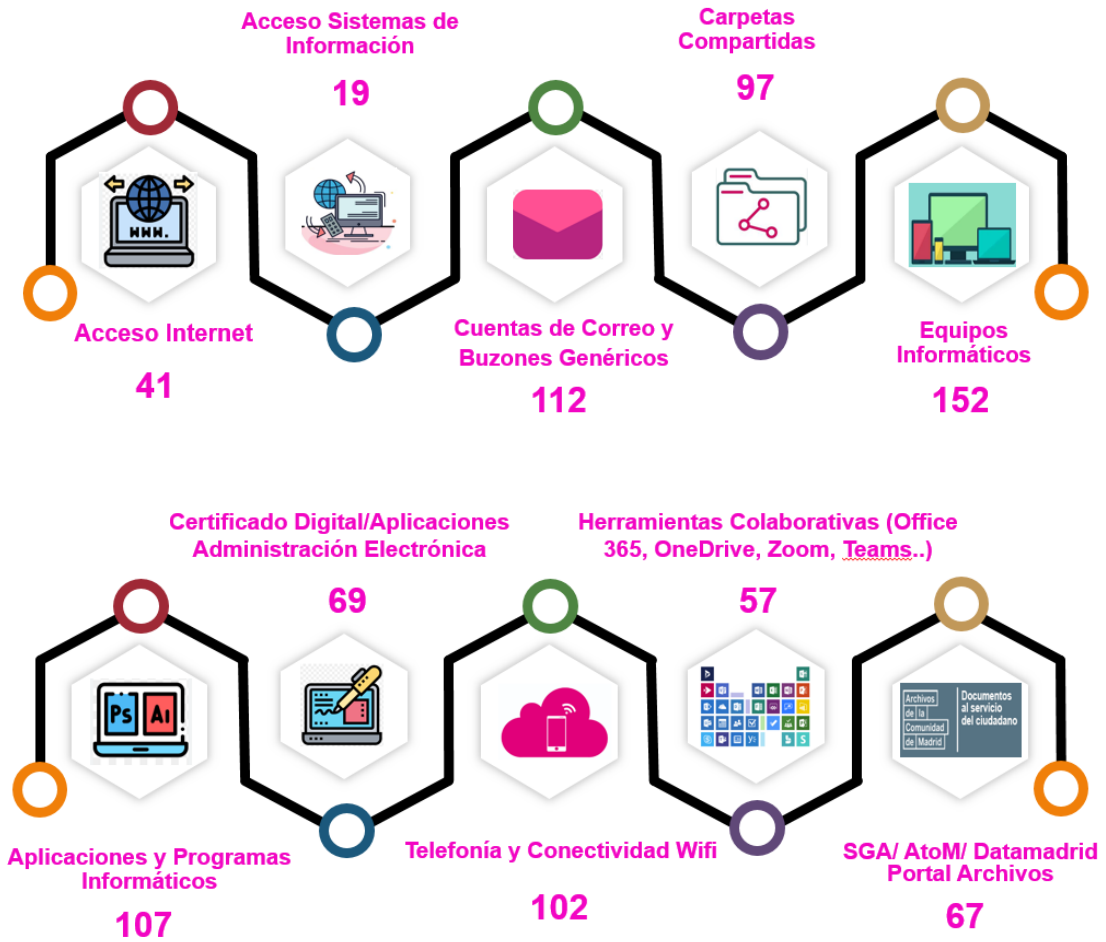 Acceso Sistemas de
Información
19
Carpetas
Compartidas
97
WWW.
Acceso Internet
41
Cuentas de Correo y
Buzones Genéricos
112
Equipos
Informáticos
152
Certificado Digital/Aplicaciones
Administración Electrónica
69
Herramientas Colaborativas (Office
365, OneDrive, Zoom, Teams..)
57
Ps Ai
Archivos
de la
Comunidad
de Madrid
Documentos
al servicio
del ciudadano
Aplicaciones y Programas
Informáticos
107
Telefonía y Conectividad Wifi
102
SGA/ AtoM/ Datamadrid
Portal Archivos
67